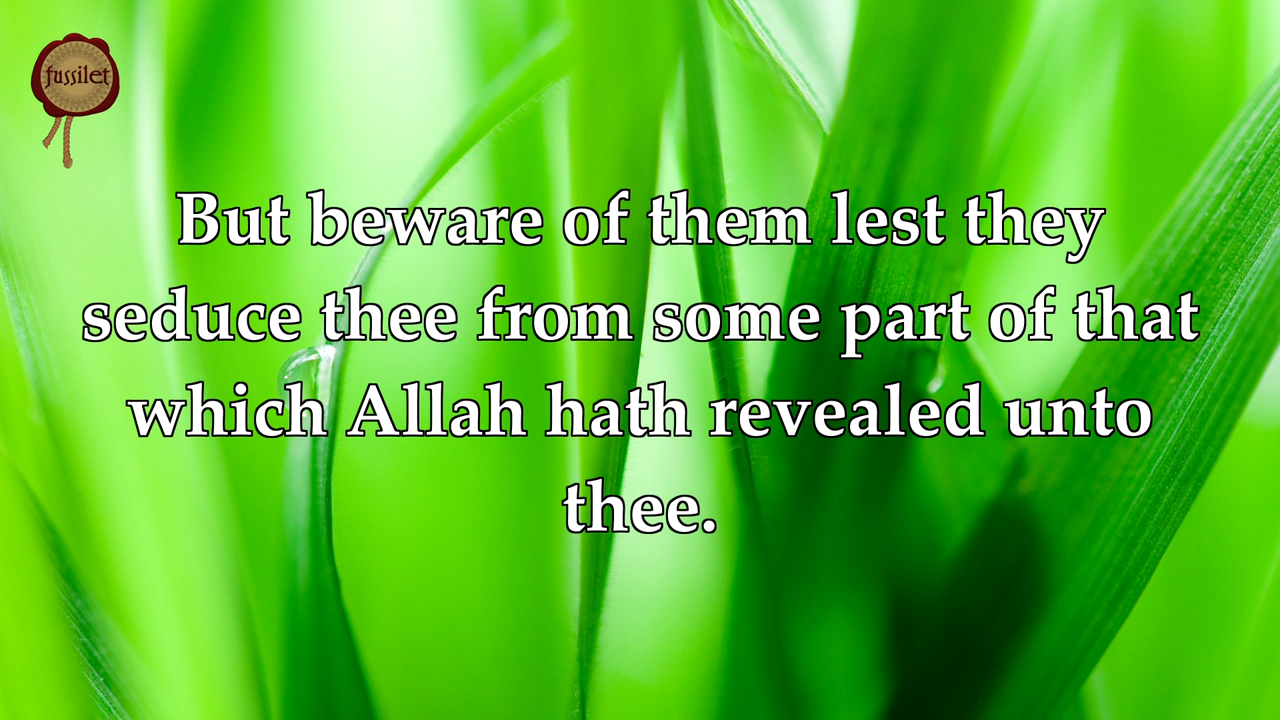 fussilet
But beware of them lest they
seduce thee from some part of that
which Allah hath revealed unto
thee.